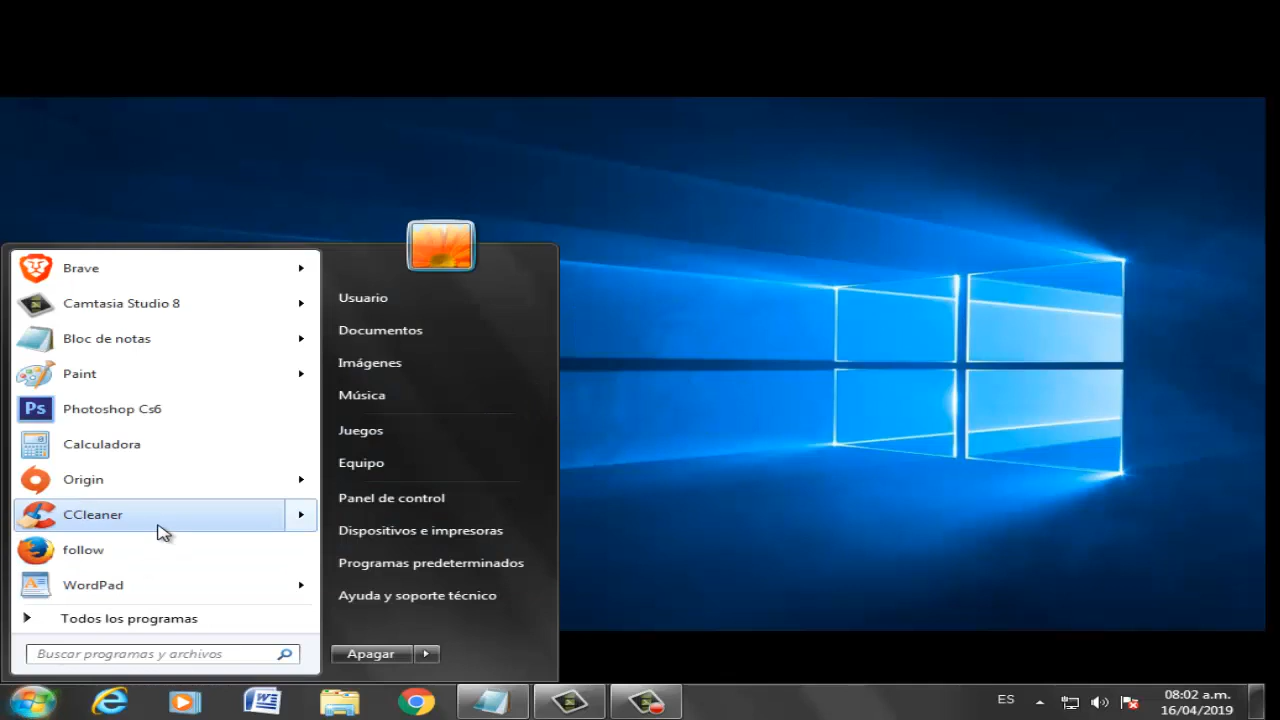 Brave
Camtasia Studio 8
Bloc de notas
Paint
Ps Photoshop Cs6
Calculadora
Origin
CCleaner
follow
WordPad
Todos los programas
Buscar programas y archivos
Usuario
Documentos
Imágenes
Música
Juegos
Equipo
Panel de control
Dispositivos e impresoras
Programas predeterminados
Ayuda y soporte técnico
Apagar
ES
08:02 a.m.
16/04/2019